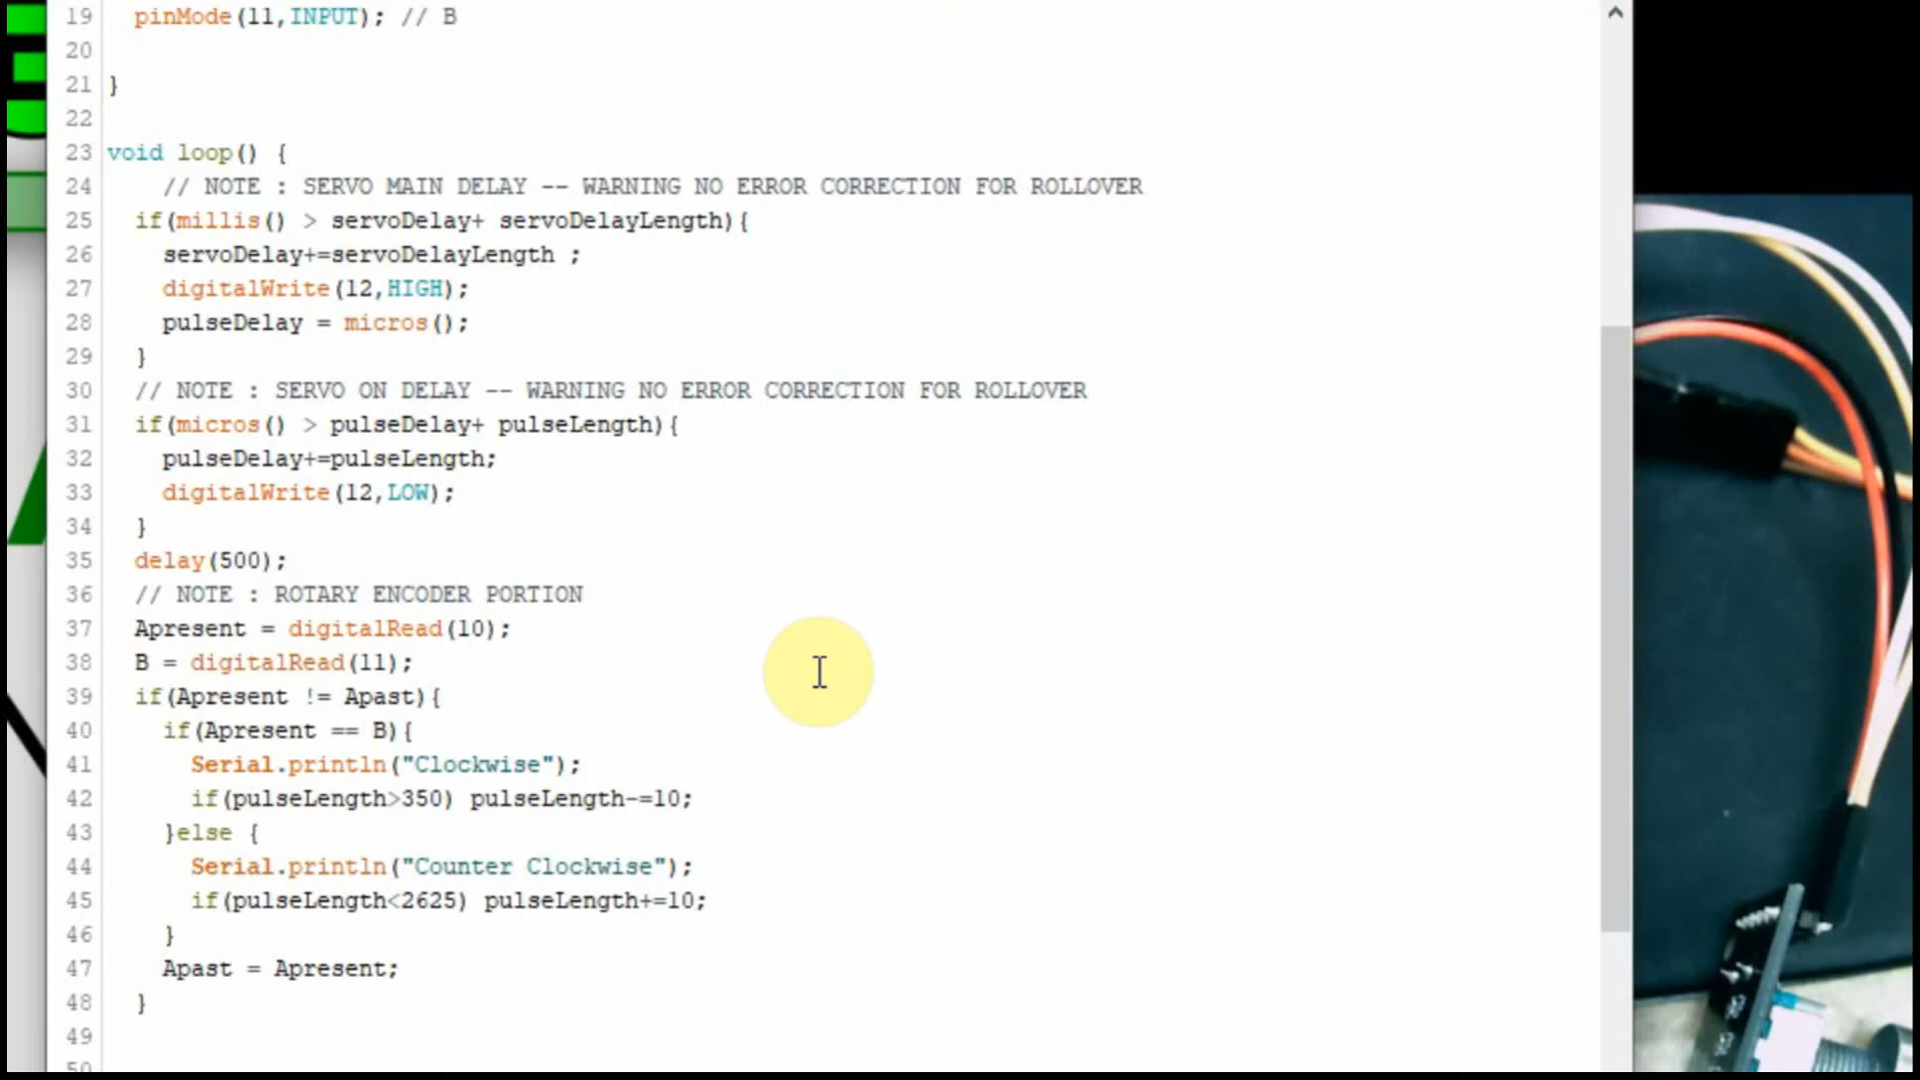 19 pinMode(11,INPUT); // B
20
21 }
22
23 void loop() {
24 // NOTE : SERVO MAIN DELAY -- WARNING NO ERROR CORRECTION FOR ROLLOVER
25 if(millis() > servoDelay+ servoDelayLength){
26 servoDelay+=servoDelayLength ;
27 digitalWrite(12,HIGH);
28 pulseDelay = micros();
29 }
30 // NOTE : SERVO ON DELAY -- WARNING NO ERROR CORRECTION FOR ROLLOVER
31 if(micros() > pulseDelay+ pulseLength){
32 pulseDelay+=pulseLength;
33 digitalWrite(12,LOW);
34 }
35 delay(500);
36 // NOTE : ROTARY ENCODER PORTION
37 Apresent = digitalRead(10);
38 B = digitalRead(11);
39 if(Apresent != Apast){
40 if(Apresent == B){
41 Serial.println("Clockwise");
42 if(pulseLength>350) pulseLength-=10;
43 }else {
44 Serial.println("Counter Clockwise");
45 if(pulseLength<2625) pulseLength+=10;
46 }
47 Apast = Apresent;
48 }
49
50